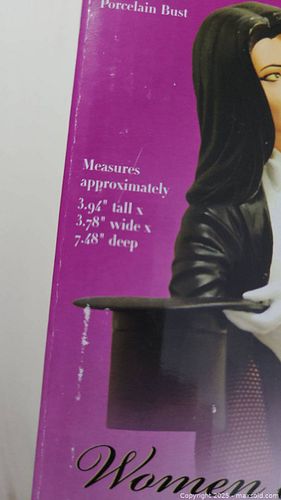 Porcelain Bust
Measures
approximately
3.94" tall x
3.78" wide x
7.48" deep
Women
Copyright 2025 - maxsold.com